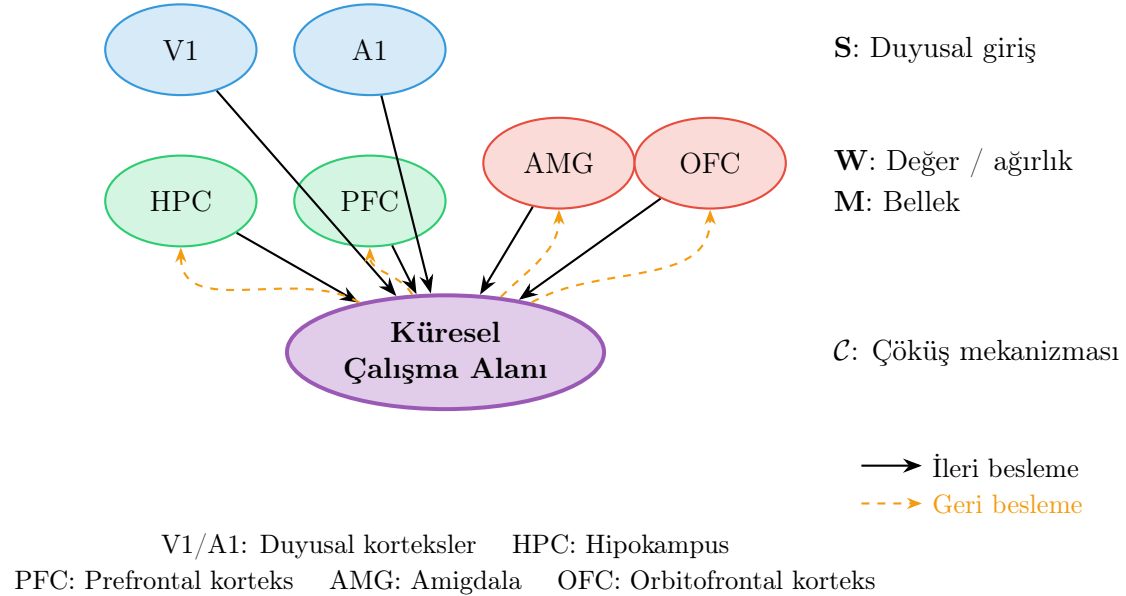 V1
A1
S: Duyusal giriş
AMG
OFC
W: Değer / ağırlık
HPC
PFC
M: Bellek
Küresel
Çalışma Alanı
C: Çöküş mekanizması
İleri besleme
Geri besleme
V1/A1: Duyusal korteksler HPC: Hipokampus
PFC: Prefrontal korteks AMG: Amigdala OFC: Orbitofrontal korteks